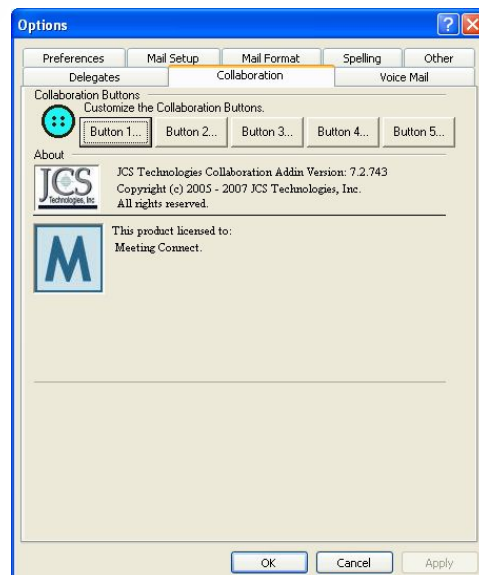 Options
Preferences Mail Setup Mail Format Spelling Other
Delegates Collaboration Voice Mail
Collaboration Buttons
Customize the Collaboration Buttons.
Button 1... Button 2... Button 3... Button 4... Button 5...
About
JCS
Technologies, Inc
JCS Technologies Collaboration Addin Version: 7.2.743
Copyright (c) 2005 - 2007 JCS Technologies, Inc.
All rights reserved.
M
This product licensed to:
Meeting Connect.
OK Cancel Apply